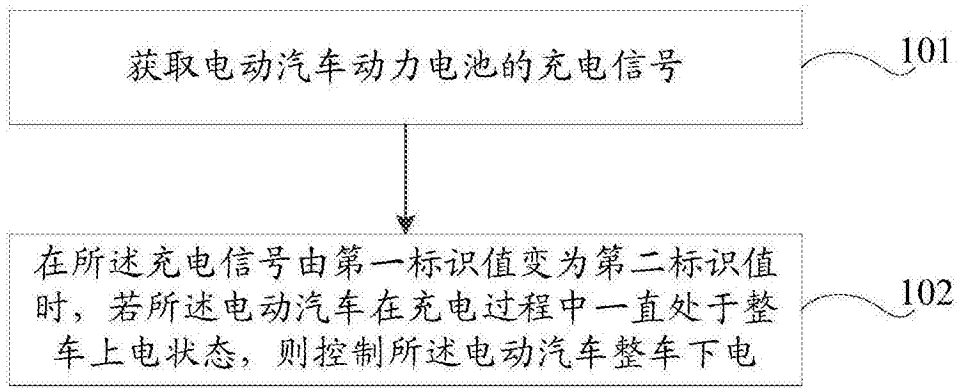 获取电动汽车动力电池的充电信号
101
在所述充电信号由第一标识值变为第二标识值
时，若所述电动汽车在充电过程中一直处于整
车上电状态，则控制所述电动汽车整车下电
102